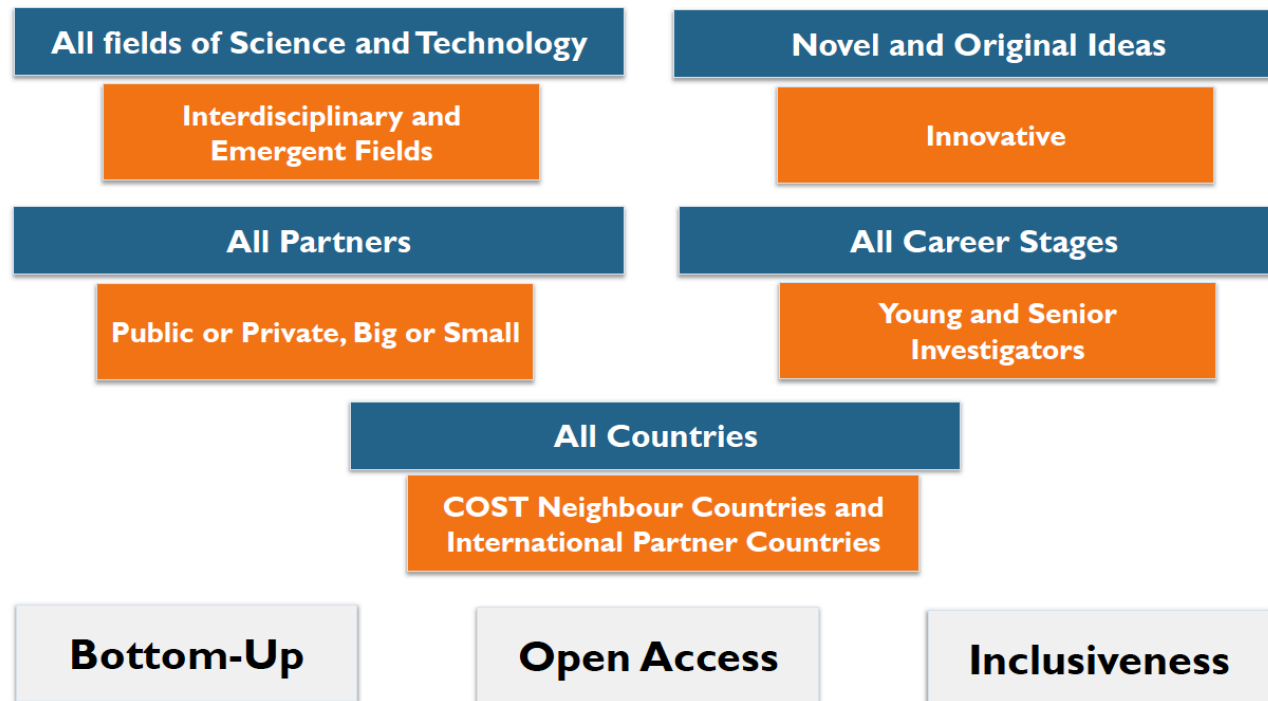 All fields of Science and Technology
Interdisciplinary and
Emergent Fields
Novel and Original Ideas
Innovative
All Partners
Public or Private, Big or Small
All Career Stages
Young and Senior
Investigators
All Countries
COST Neighbour Countries and
International Partner Countries
Bottom-Up
Open Access
Inclusiveness